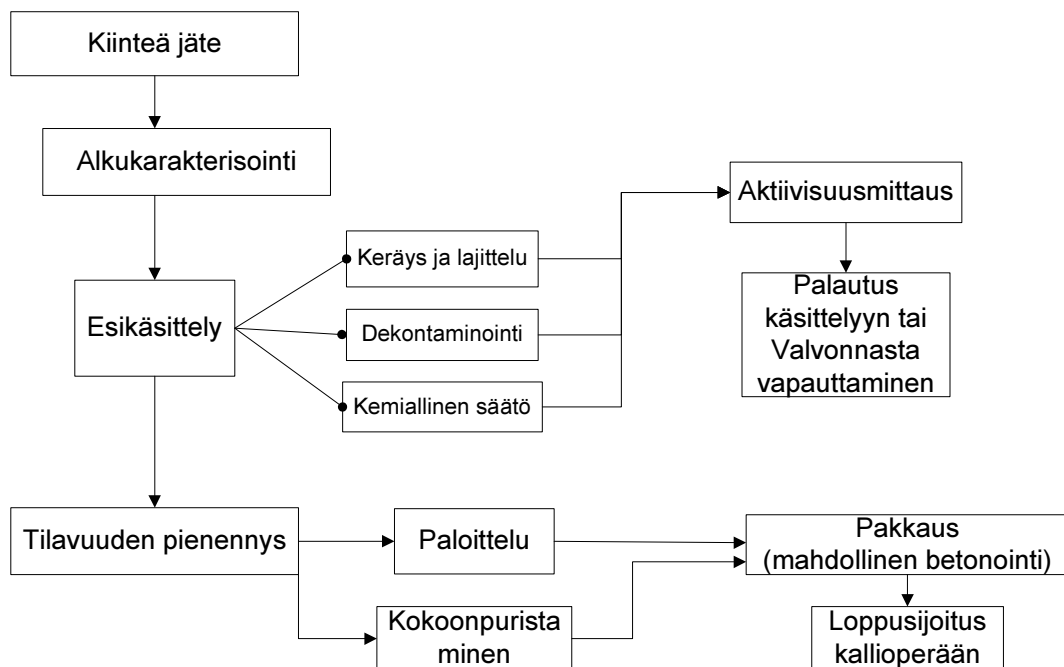 Kiinteä jäte
Alkukarakterisointi
Esikäsittely
Keräys ja lajittelu
Dekontaminointi
Kemiallinen säätö
Aktiivisuusmittaus
Palautus
käsittelyyn tai
Valvonnasta
vapauttaminen
Tilavuuden pienennys
Paloittelu
Kokoonpurista
minen
Pakkaus
(mahdollinen betonointi)
Loppusijoitus
kallioperään